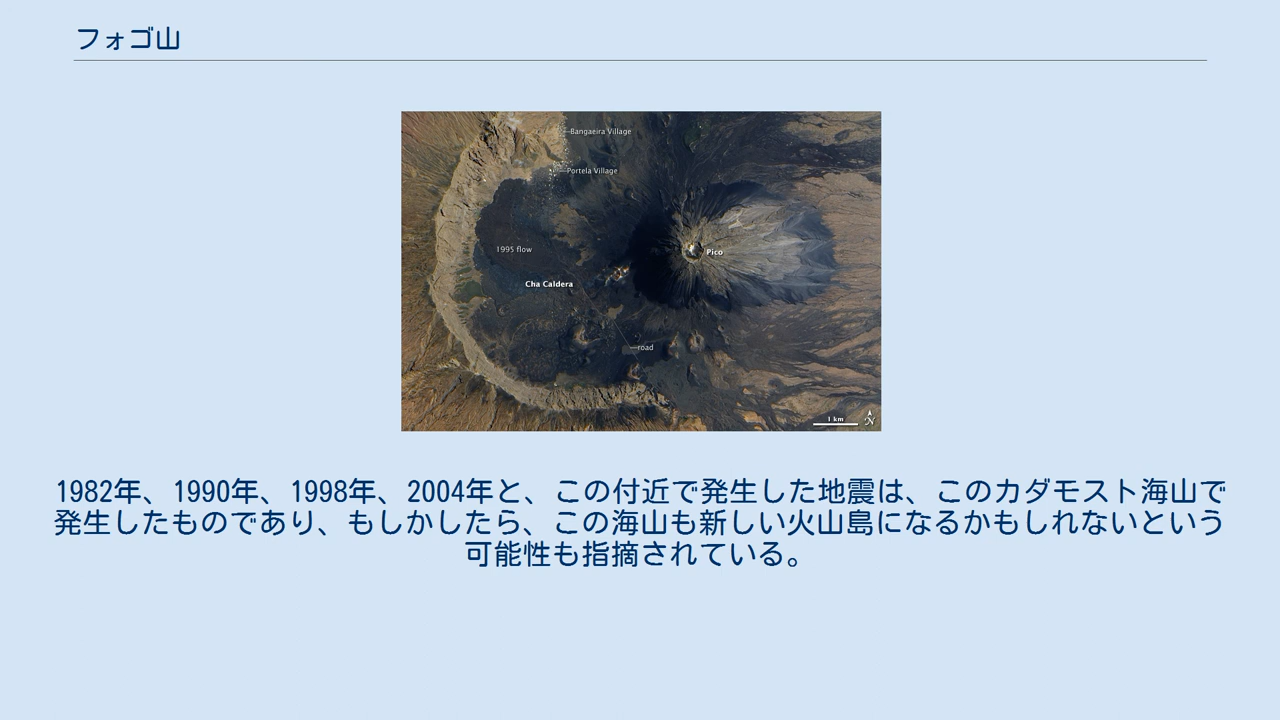 フォゴ山
Bangaeira Village
Portela Village
1995 flow
Pico
Cha Caldera
road
1 km
N
1982年、1990年、1998年、2004年と、この付近で発生した地震は、このカダモスト海山で
発生したものであり、もしかしたら、この海山も新しい火山島になるかもしれないという
可能性も指摘されている。